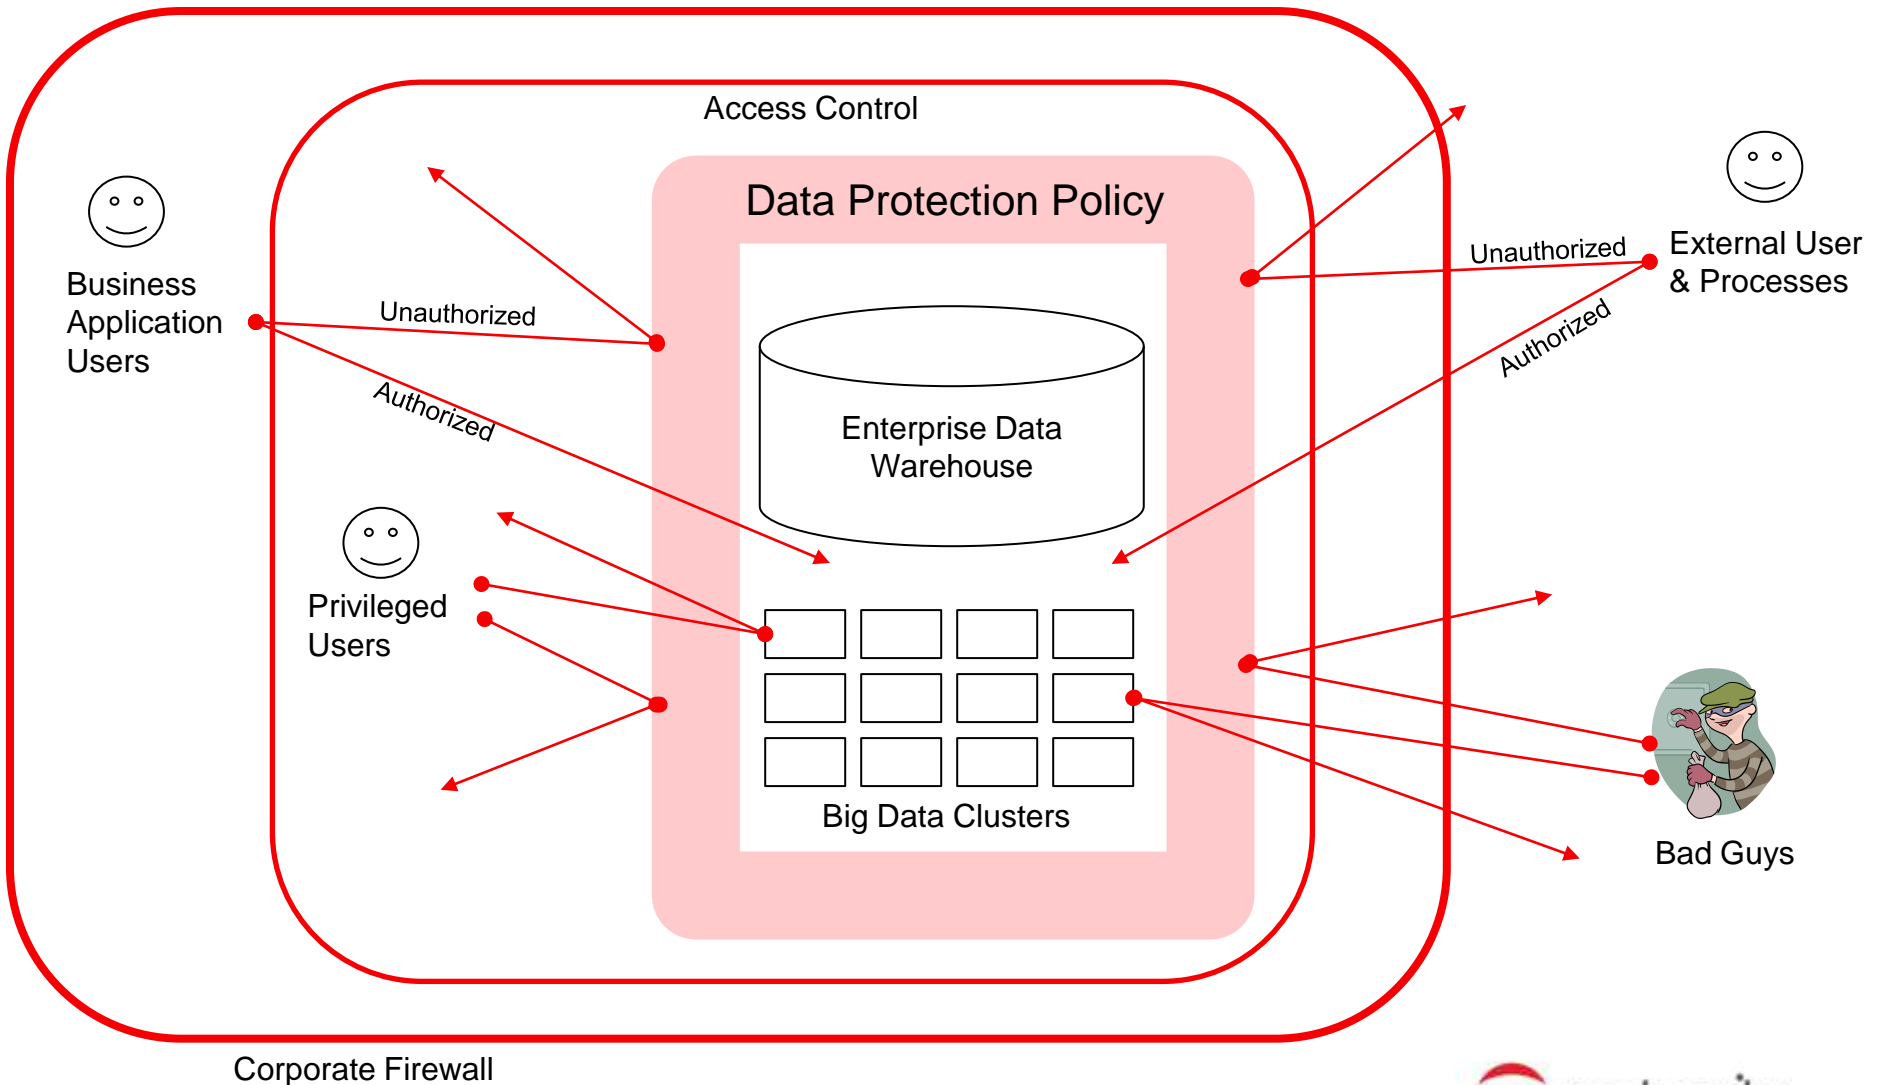 Access Control
Data Protection Policy
Business
Application
Users
Unauthorized
Authorized
Unauthorized
Authorized
External User
& Processes
Enterprise Data
Warehouse
Privileged
Users
Big Data Clusters
Bad Guys
Corporate Firewall